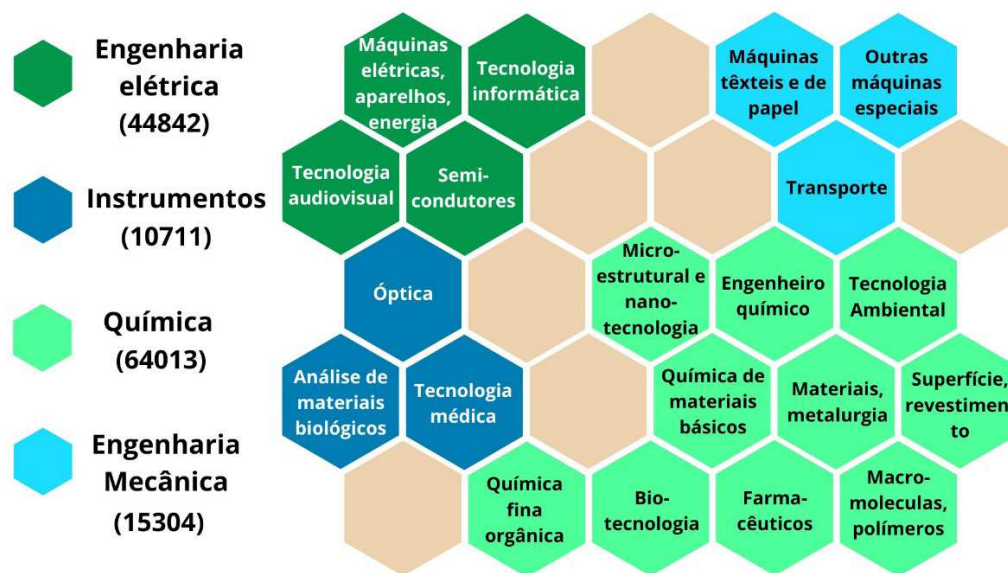 Engenharia
elétrica
(44842)
Instrumentos
(10711)
Química
(64013)
Engenharia
Mecânica
(15304)
Máquinas
elétricas,
aparelhos,
energia
Tecnologia
informática
Máquinas
têxteis e de
papel
Outras
máquinas
especiais
Tecnologia
audiovisual
Semi-
condutores
Transporte
Óptica
Micro-
estrutural e
nano-
tecnologia
Engenheiro
químico
Tecnologia
Ambiental
Análise de
materiais
biológicos
Tecnologia
médica
Química de
materiais
básicos
Materiais,
metalurgia
Superfície,
revestimen
to
Química
fina
orgânica
Bio-
tecnologia
Farma-
cêuticos
Macro-
moleculas,
polímeros